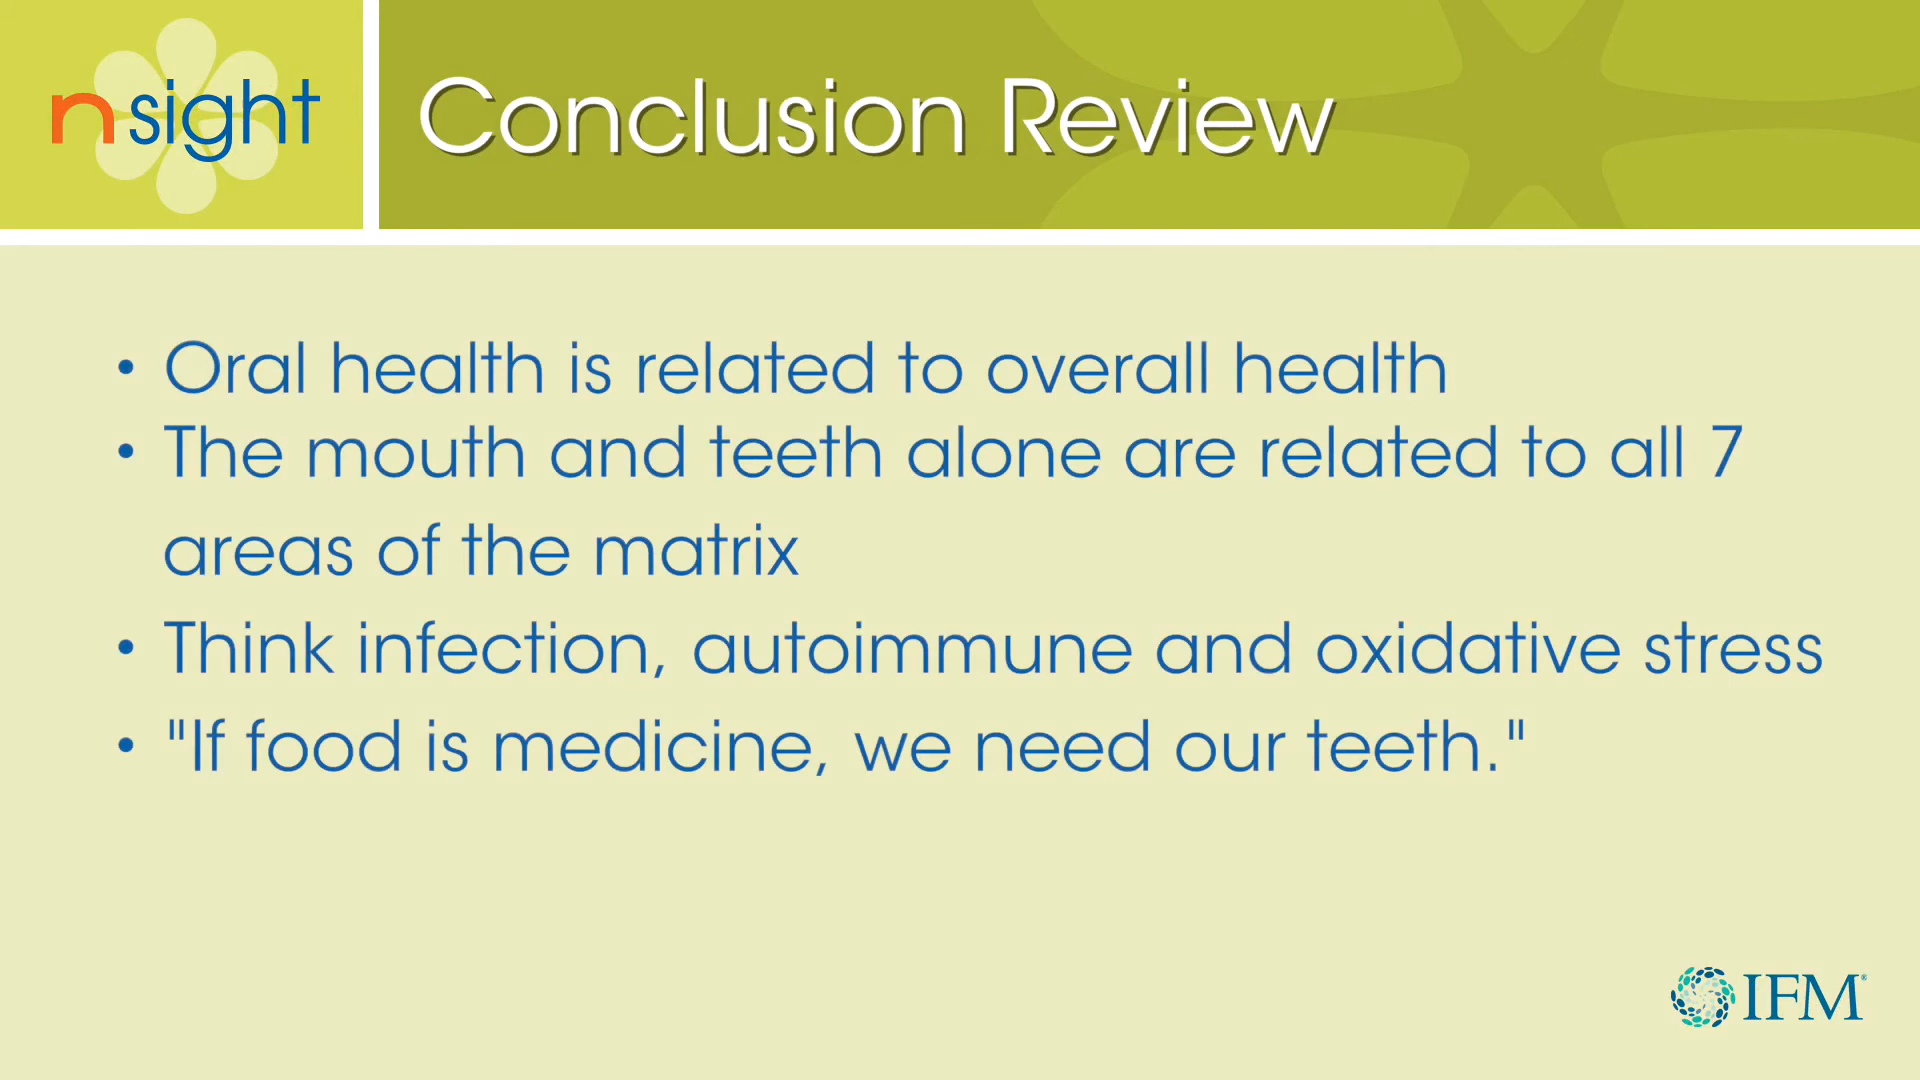 nsight
Conclusion Review
• Oral health is related to overall health
• The mouth and teeth alone are related to all 7
areas of the matrix
• Think infection, autoimmune and oxidative stress
• "If food is medicine, we need our teeth."
IFM®